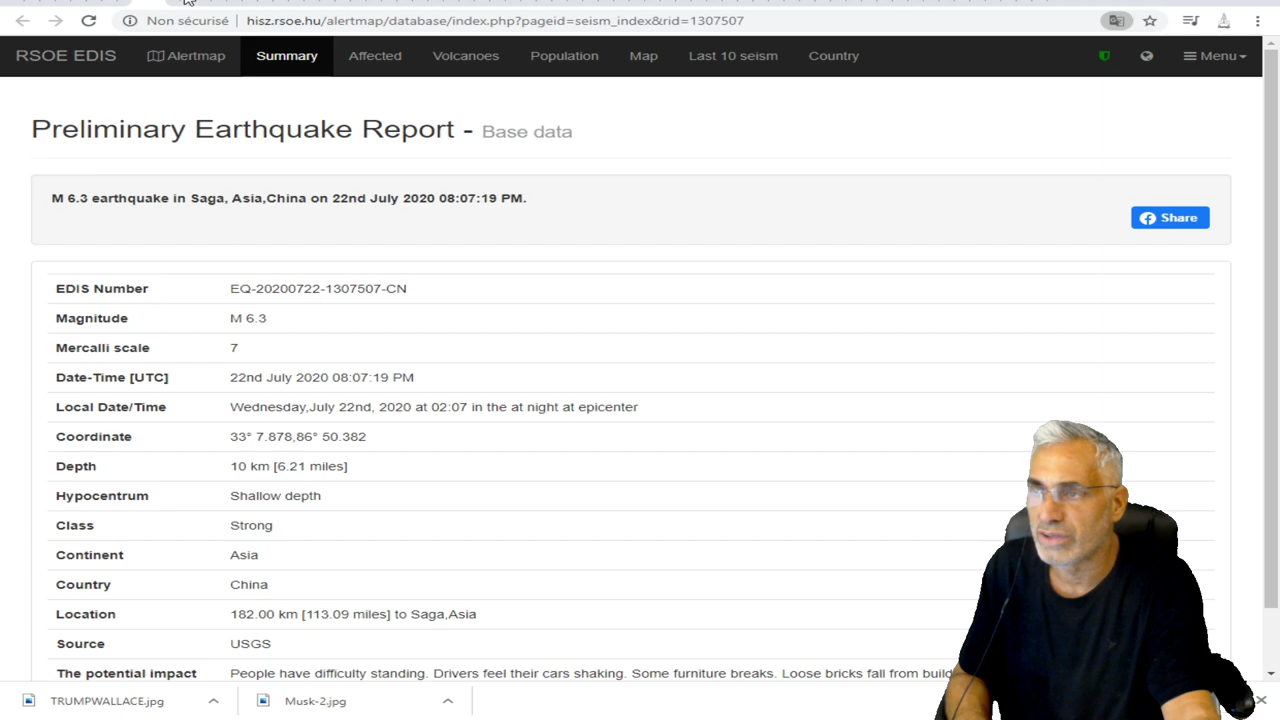 Non sécurisé | hisz.rsoe.hu/alertmap/database/index.php?pageid=seism_index&rid=1307507
RSOE EDIS Alertmap Summary Affected Volcanoes Population Map Last 10 seism Country Menu
Preliminary Earthquake Report - Base data
M 6.3 earthquake in Saga, Asia,China on 22nd July 2020 08:07:19 PM.
Share
EDIS Number EQ-20200722-1307507-CN
Magnitude M 6.3
Mercalli scale 7
Date-Time [UTC] 22nd July 2020 08:07:19 PM
Local Date/Time Wednesday,July 22nd, 2020 at 02:07 in the at night at epicenter
Coordinate 33° 7.878,86° 50.382
Depth 10 km [6.21 miles]
Hypocentrum Shallow depth
Class Strong
Continent Asia
Country China
Location 182.00 km [113.09 miles] to Saga,Asia
Source USGS
The potential impact People have difficulty standing. Drivers feel their cars shaking. Some furniture breaks. Loose bricks fall from
TRUMPWALLACE.jpg Musk-2.jpg